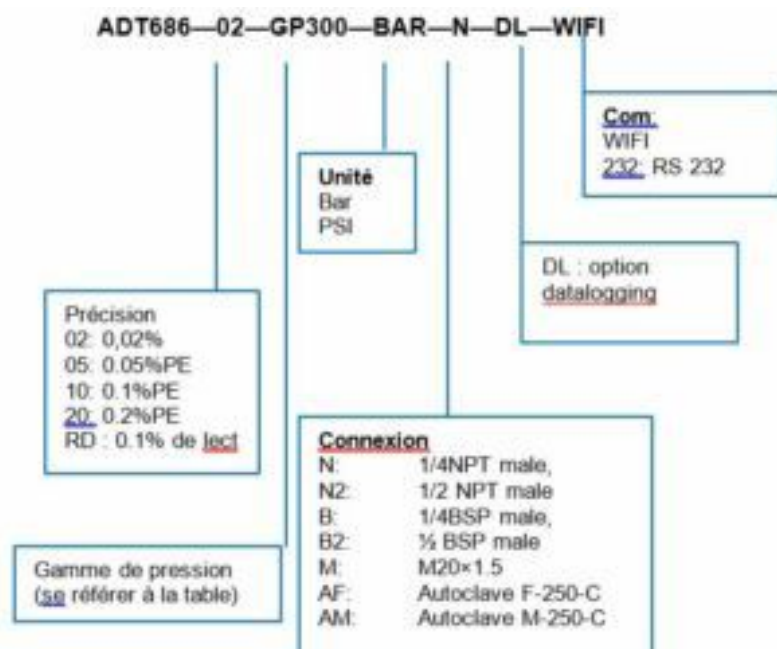 ADT686—02—GP300—BAR—N—DL—WIFI
Com:
WIFI
232: RS 232
Unité
Bar
PSI
DL : option
datalogging
Précision
02: 0,02%
05: 0.05%PE
10: 0.1%PE
20: 0.2%PE
RD : 0.1% de lect
Connexion
N: 1/4NPT male,
N2: 1/2 NPT male
B: 1/4BSP male,
B2: ½ BSP male
M: M20×1.5
AF: Autoclave F-250-C
AM: Autoclave M-250-C
Gamme de pression
(se référer à la table)